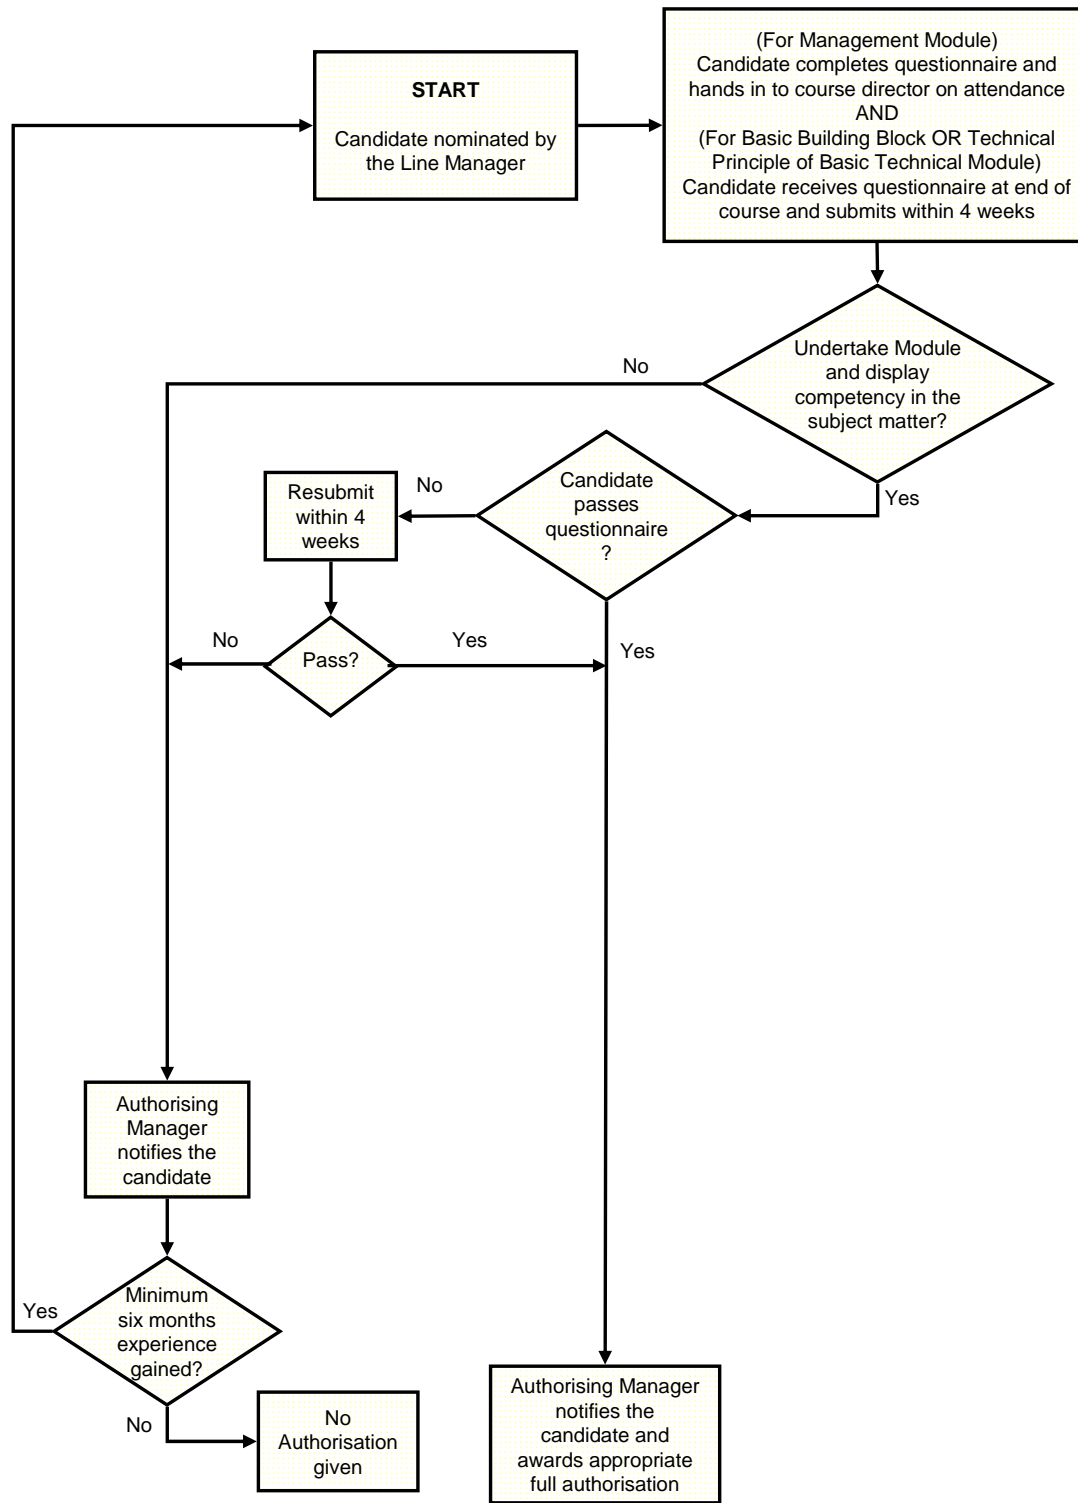 START
Candidate nominated by
the Line Manager
(For Management Module)
Candidate completes questionnaire and
hands in to course director on attendance
AND
(For Basic Building Block OR Technical
Principle of Basic Technical Module)
Candidate receives questionnaire at end of
course and submits within 4 weeks
Undertake Module
and display
competency in the
subject matter?
No
Yes
Candidate
passes
questionnaire
?
No
Resubmit
within 4
weeks
Pass?
No
Yes
Yes
Authorising
Manager
notifies the
candidate
Minimum
six months
experience
gained?
Yes
No
No
Authorisation
given
Authorising Manager
notifies the
candidate and
awards appropriate
full authorisation